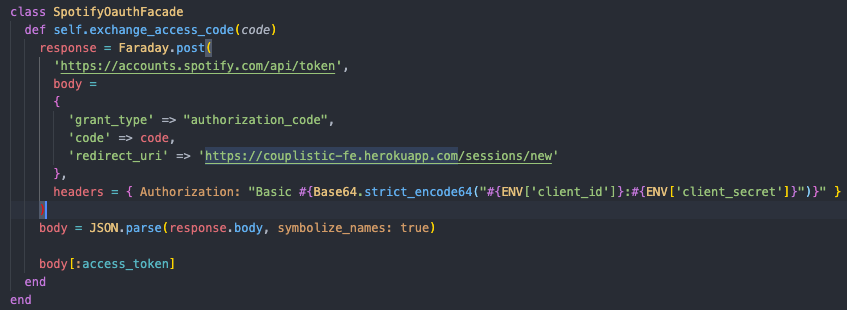 class SpotifyOauthFacade
  def self.exchange_access_code(code)
    response = Faraday.post(
      'https://accounts.spotify.com/api/token',
      body =
      {
        'grant_type' => "authorization_code",
        'code' => code,
        'redirect_uri' => 'https://couplistic-fe.herokuapp.com/sessions/new'
      },
      headers = { Authorization: "Basic #{Base64.strict_encode64("#{ENV['client_id']}:#{ENV['client_secret']}")}" }
    )
    body = JSON.parse(response.body, symbolize_names: true)

    body[:access_token]
  end
end